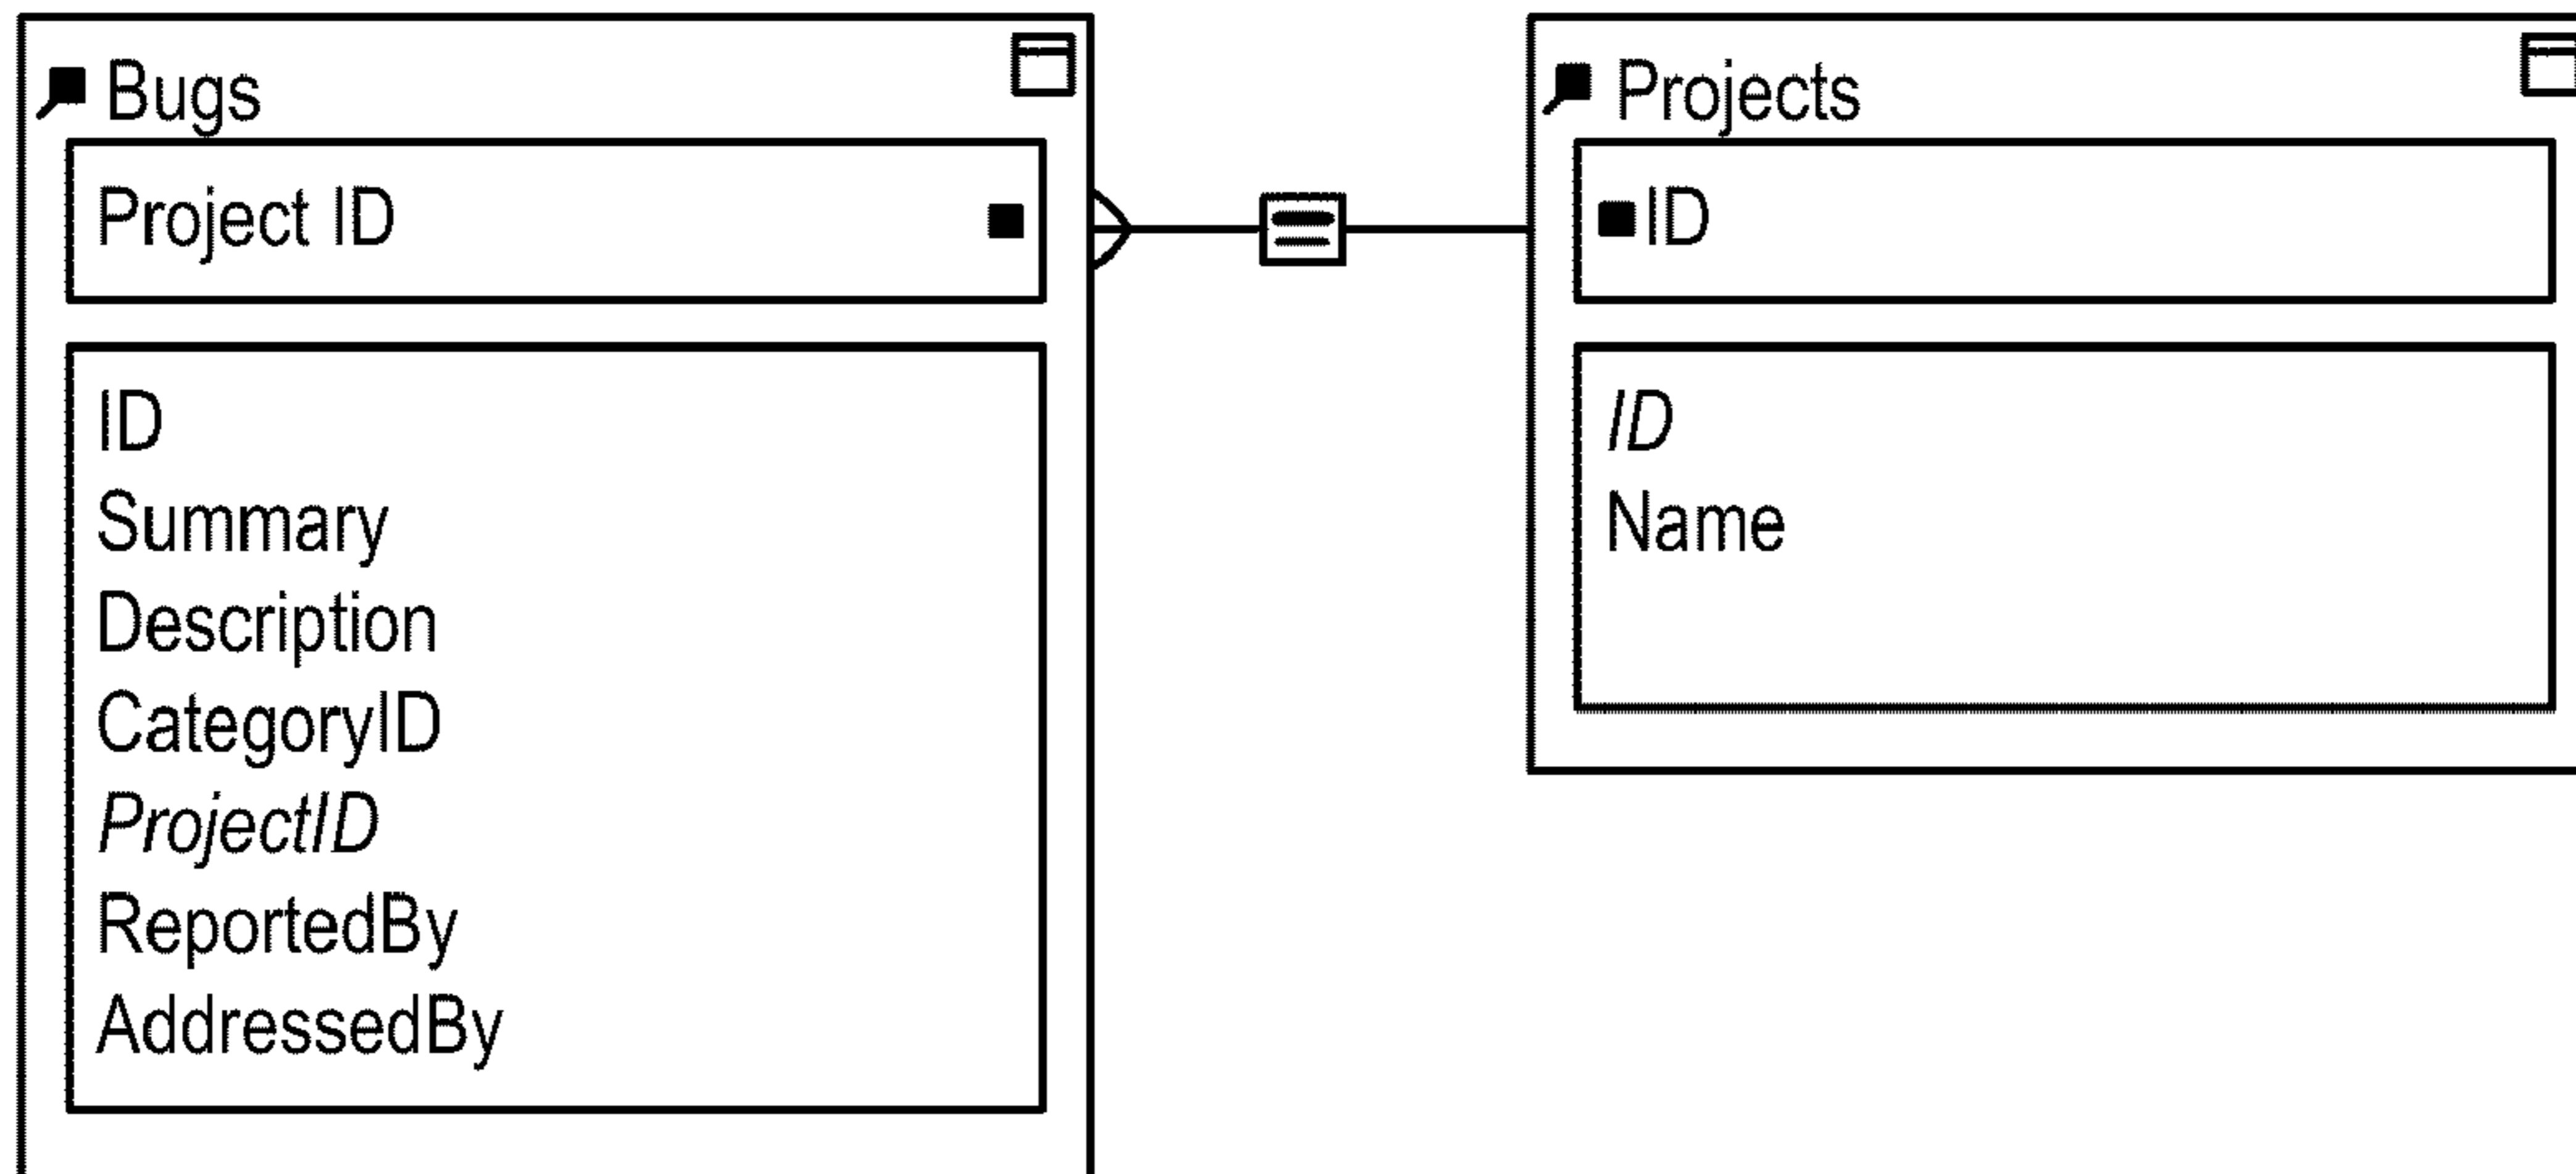 Bugs
Project ID
ID
Summary
Description
CategoryID
ProjectID
ReportedBy
AddressedBy
Projects
ID
ID
Name